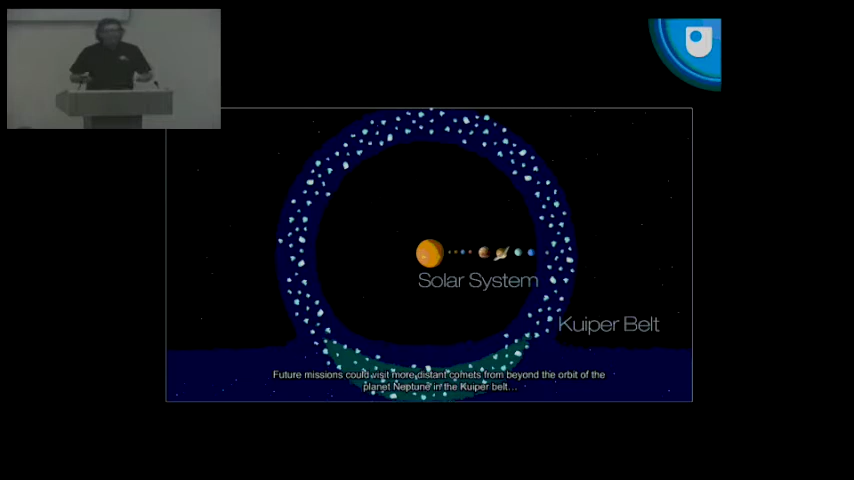 Solar System
Kuiper Belt
Future missions could visit more distant comets from beyond the orbit of the
planet Neptune in the Kuiper belt...